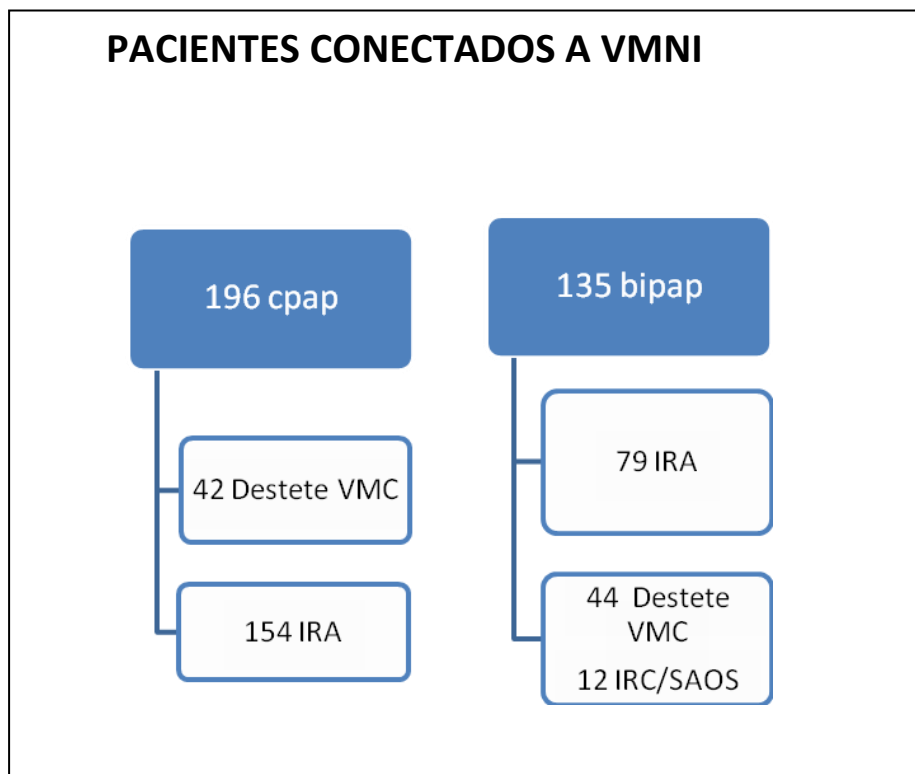 PACIENTES CONECTADOS A VMNI
196 cpap
42 Destete VMC
154 IRA
135 bipap
79 IRA
44 Destete
VMC
12 IRC/SAOS